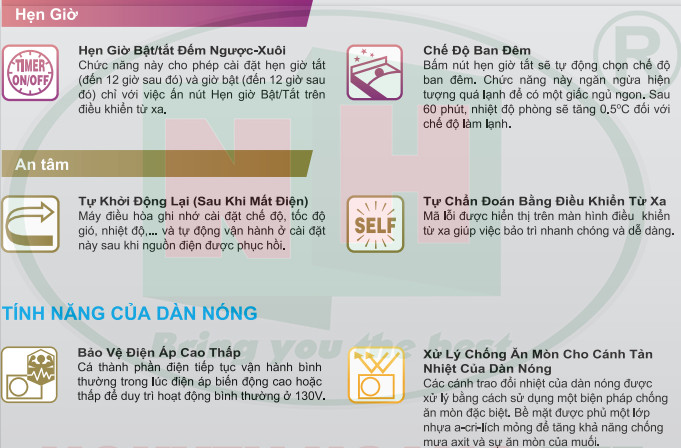 Hẹn Giờ
TIMER
ON/OFF
Hẹn Giờ Bật/tắt Đếm Ngược-Xuôi
Chức năng này cho phép cài đặt hẹn giờ tắt
(đến 12 giờ sau đó) và giờ bật (đến 12 giờ sau
đó) chỉ với việc ấn nút Hẹn giờ Bật/Tắt trên
điều khiển từ xa.
Chế Độ Ban Đêm
Bấm nút hẹn giờ tắt sẽ tự động chọn chế độ
ban đêm. Chức năng này ngăn ngừa hiện
tượng quá lạnh để có một giấc ngủ ngon. Sau
60 phút, nhiệt độ phòng sẽ tăng 0,5°C đối với
chế độ làm lạnh.
An tâm
Tự Khởi Động Lại (Sau Khi Mất Điện)
Máy điều hòa ghi nhớ cài đặt chế độ, tốc độ
gió, nhiệt độ,... và tự động vận hành ở cài đặt
này sau khi nguồn điện được phục hồi.
SELF
Tự Chẩn Đoán Bằng Điều Khiển Từ Xa
Mã lỗi được hiển thị trên màn hình điều khiển
từ xa giúp việc bảo trì nhanh chóng và dễ dàng.
TÍNH NĂNG CỦA DÀN NÓNG
Bring you the best
Bảo Vệ Điện Áp Cao Thấp
Cá thành phần điện tiếp tục vận hành bình
thường trong lúc điện áp biến động cao hoặc
thấp để duy trì hoạt động bình thường ở 130V.
Xử Lý Chống Ăn Mòn Cho Cánh Tản
Nhiệt Của Dàn Nóng
Các cánh trao đổi nhiệt của dàn nóng được
xử lý bằng cách sử dụng một biện pháp chống
ăn mòn đặc biệt. Bề mặt được phủ một lớp
nhựa a-cri-lích mỏng để tăng khả năng chống
mưa axit và sự ăn mòn của muối.
NH
®